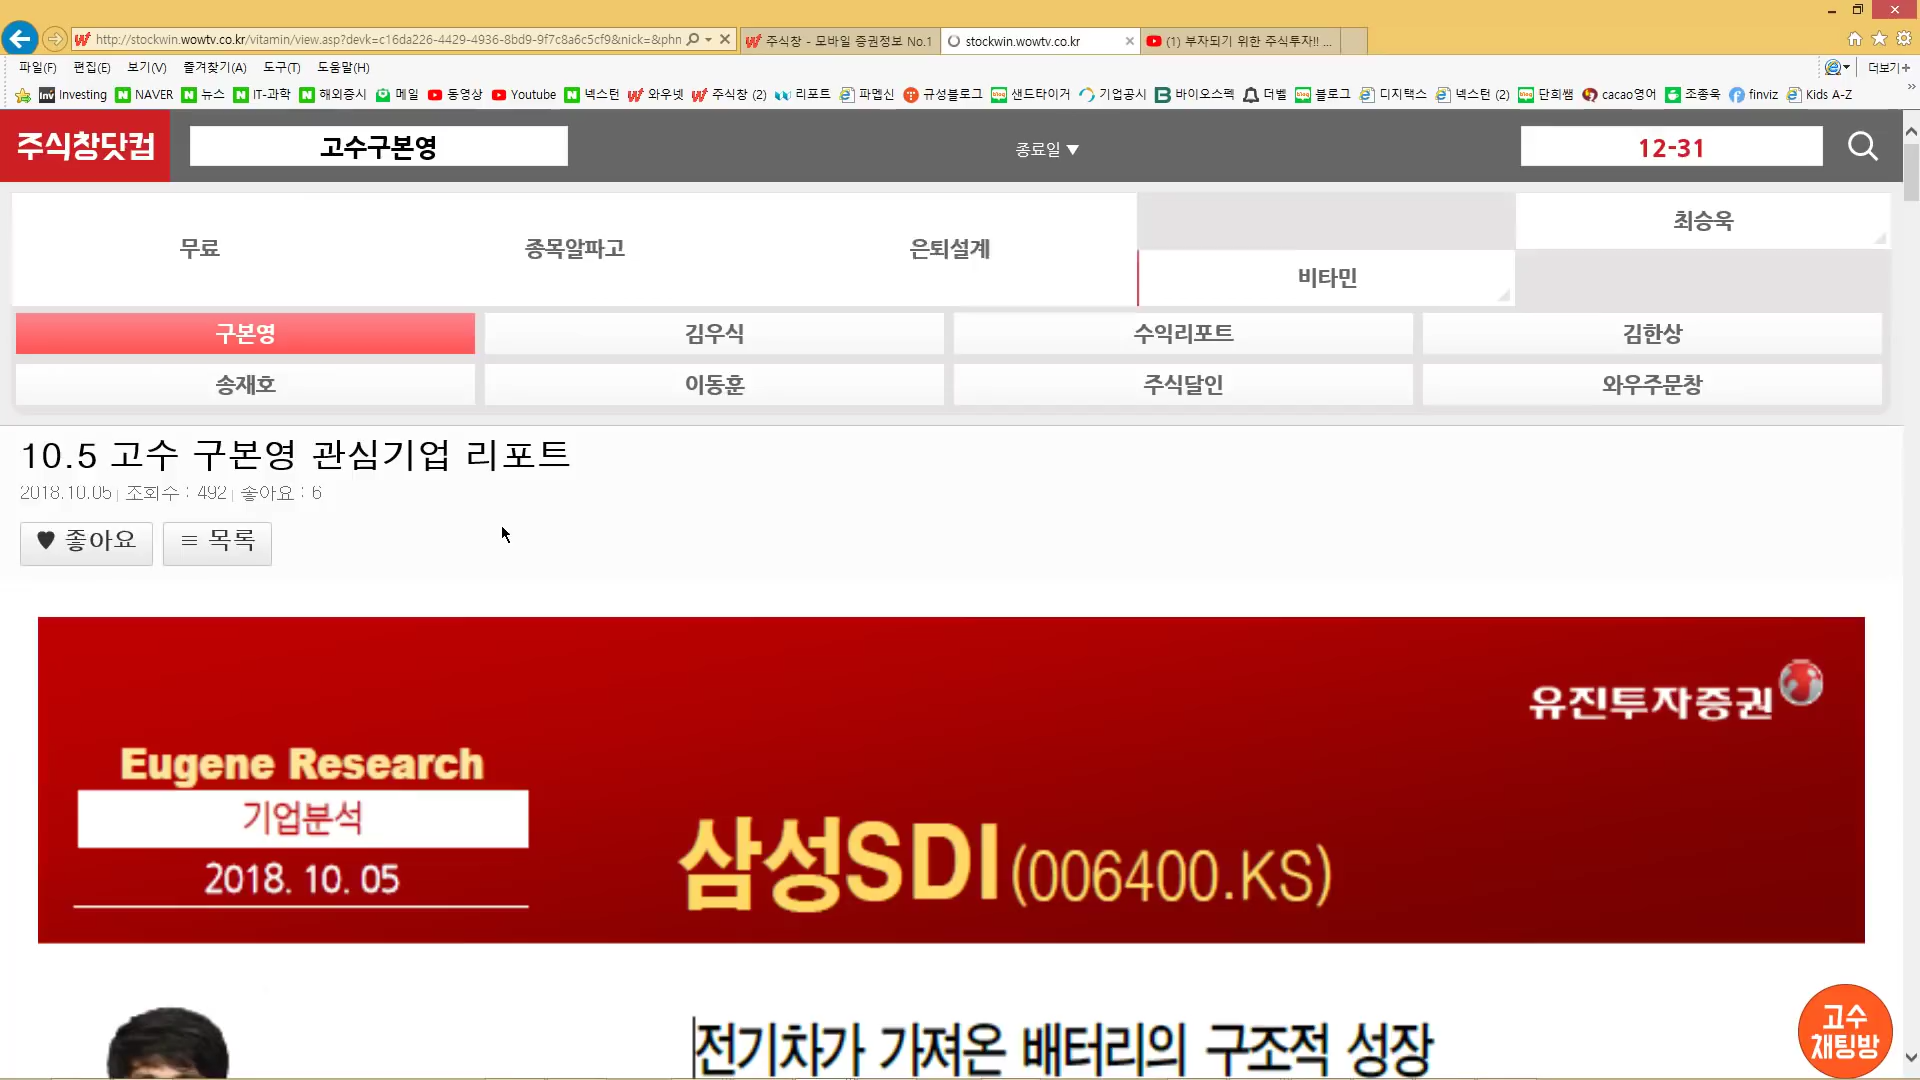 http://stockwin.wowtv.co.kr/vitamin/view.asp?devk=c16da226-4429-4936-8bd9-9f7c8a6c5cf9&nick=&phn
주식창 - 모바일 증권정보 No.1
stockwin.wowtv.co.kr
(1) 부자되기 위한 주식투자!! ...
파일(F) 편집(E) 보기(V) 즐겨찾기(A) 도구(T) 도움말(H)
더보기
Investing NAVER 뉴스 IT-과학 해외증시 메일 동영상 Youtube 넥스턴 와우넷 주식창 (2) 리포트 파멥신 규성블로그 샌드타이거 기업공시 바이오스펙 더벨 블로그 디지택스 넥스턴 (2) 단희쌤 cacao영어 조종욱 finviz Kids A-Z
주식창닷컴
고수구본영
종료일 ▼
12-31
무료 종목알파고 은퇴설계
최승욱
비타민
구본영 김우식 수익리포트 김한상
송재호 이동훈 주식달인 와우주문창
10.5 고수 구본영 관심기업 리포트
2018.10.05 | 조회수 : 492 | 좋아요 : 6
♥ 좋아요 ≡ 목록
유진투자증권
Eugene Research
기업분석
2018. 10. 05
삼성SDI(006400.KS)
전기차가 가져온 배터리의 구조적 성장
고수
채팅방